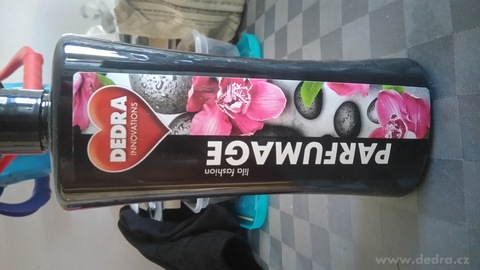 DEDRA
INNOVATIONS
lila fashion
PARFUMAGE
www.dedra.cz